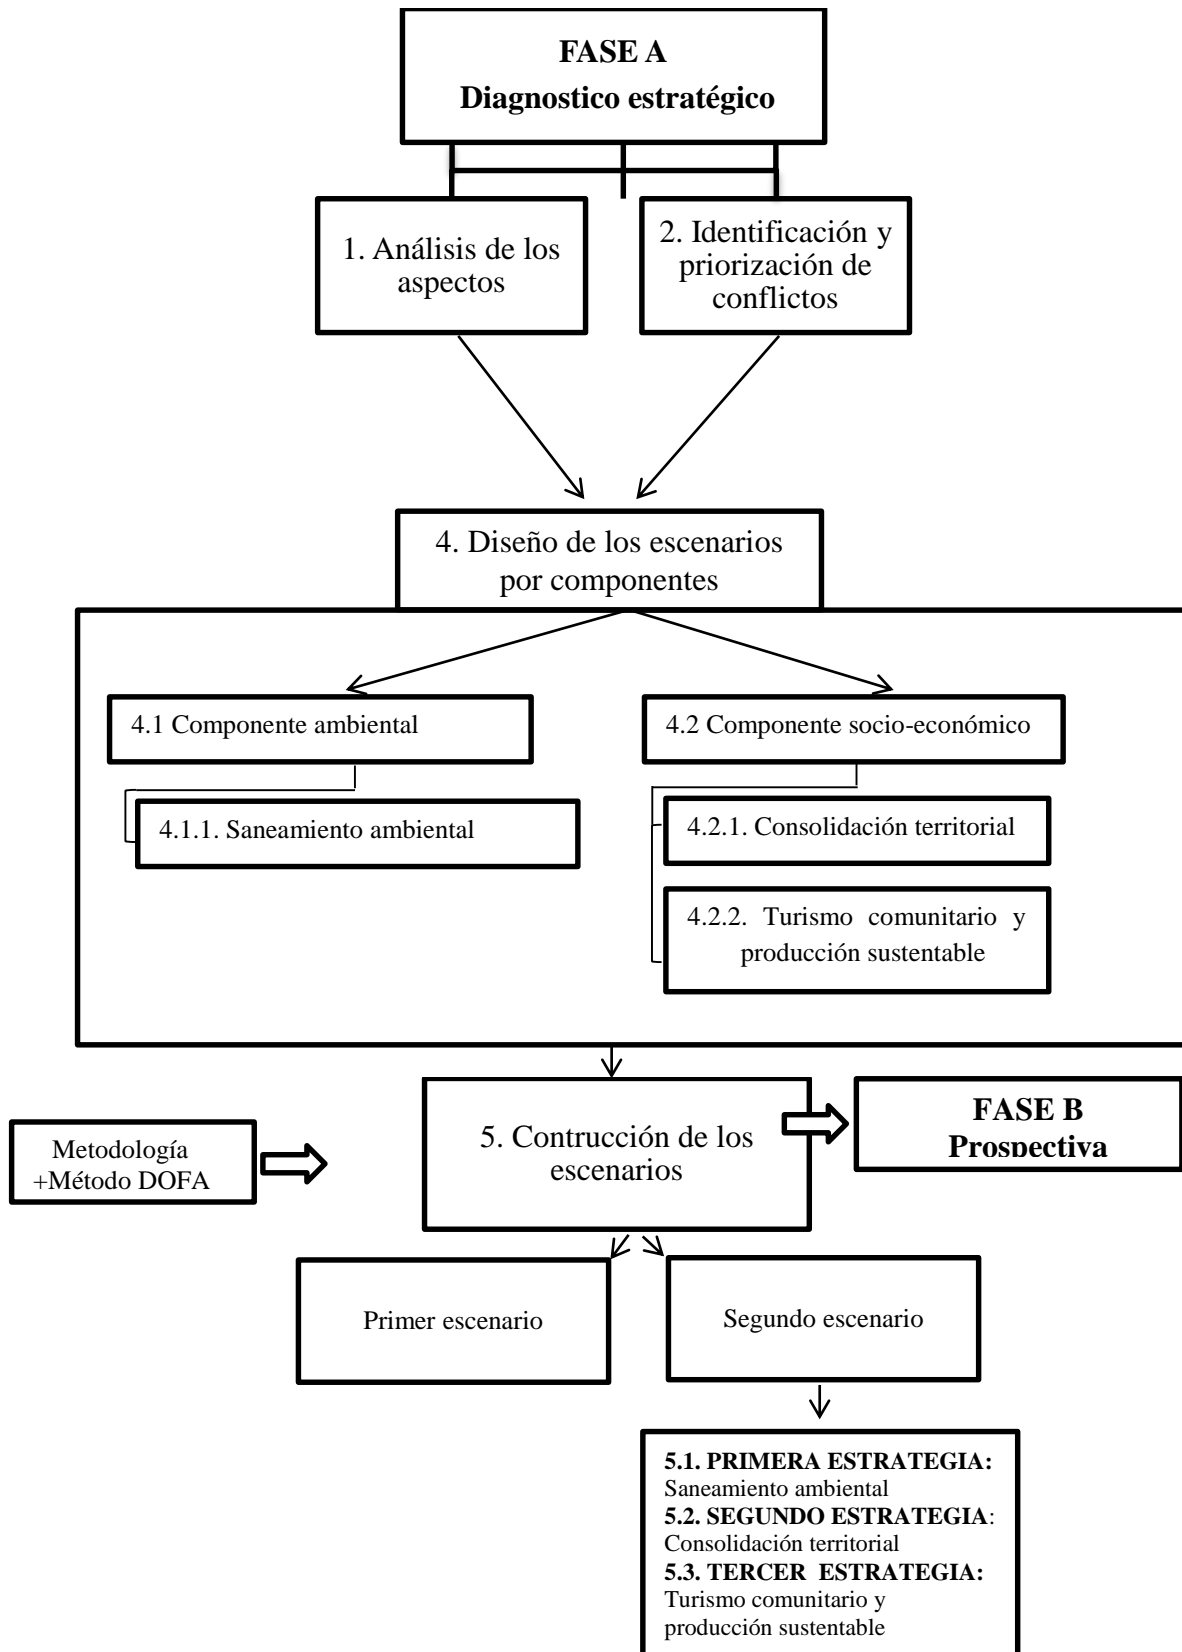 FASE A
Diagnostico estratégico
1. Análisis de los
aspectos
2. Identificación y
priorización de
conflictos
4. Diseño de los escenarios
por componentes
4.1 Componente ambiental
4.2 Componente socio-económico
4.1.1. Saneamiento ambiental
4.2.1. Consolidación territorial
4.2.2. Turismo comunitario y
producción sustentable
Metodología
+Método DOFA
5. Contrucción de los
escenarios
FASE B
Prospectiva
Primer escenario
Segundo escenario
5.1. PRIMERA ESTRATEGIA:
Saneamiento ambiental
5.2. SEGUNDO ESTRATEGIA:
Consolidación territorial
5.3. TERCER ESTRATEGIA:
Turismo comunitario y
producción sustentable